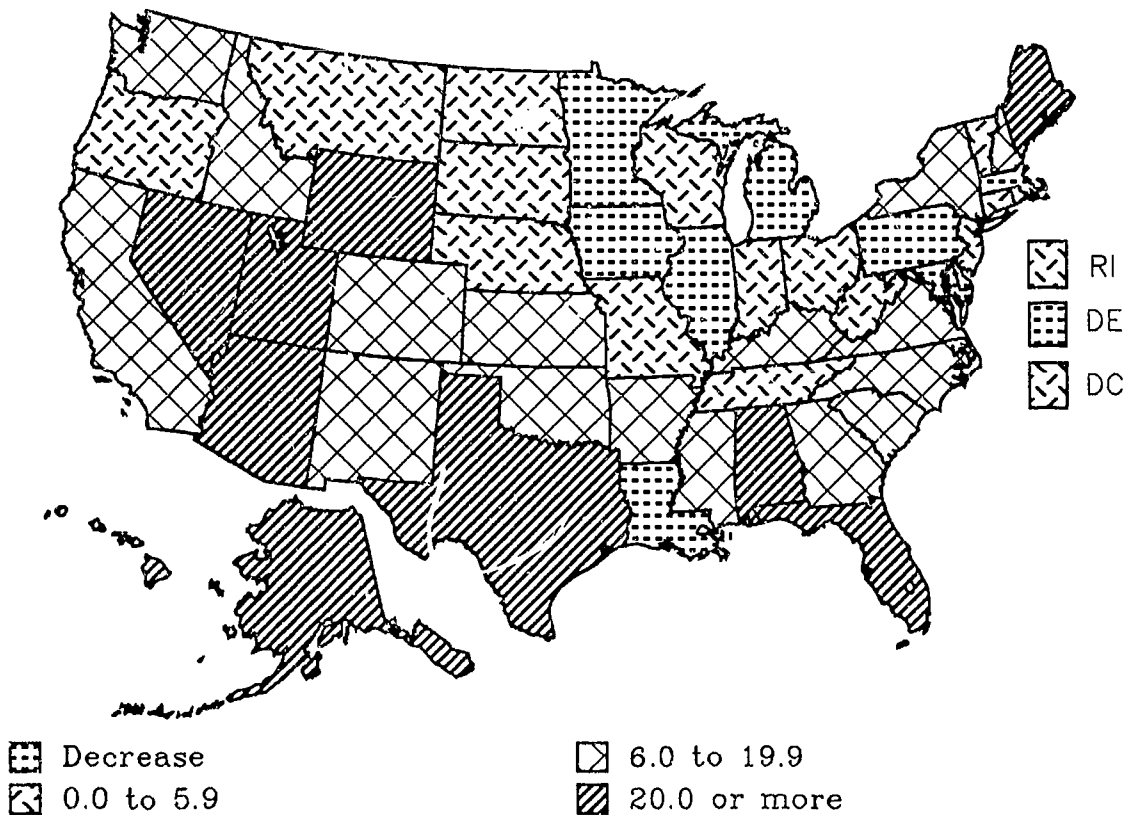 RI
DE
DC
Decrease
6.0 to 19.9
0.0 to 5.9
20.0 or more